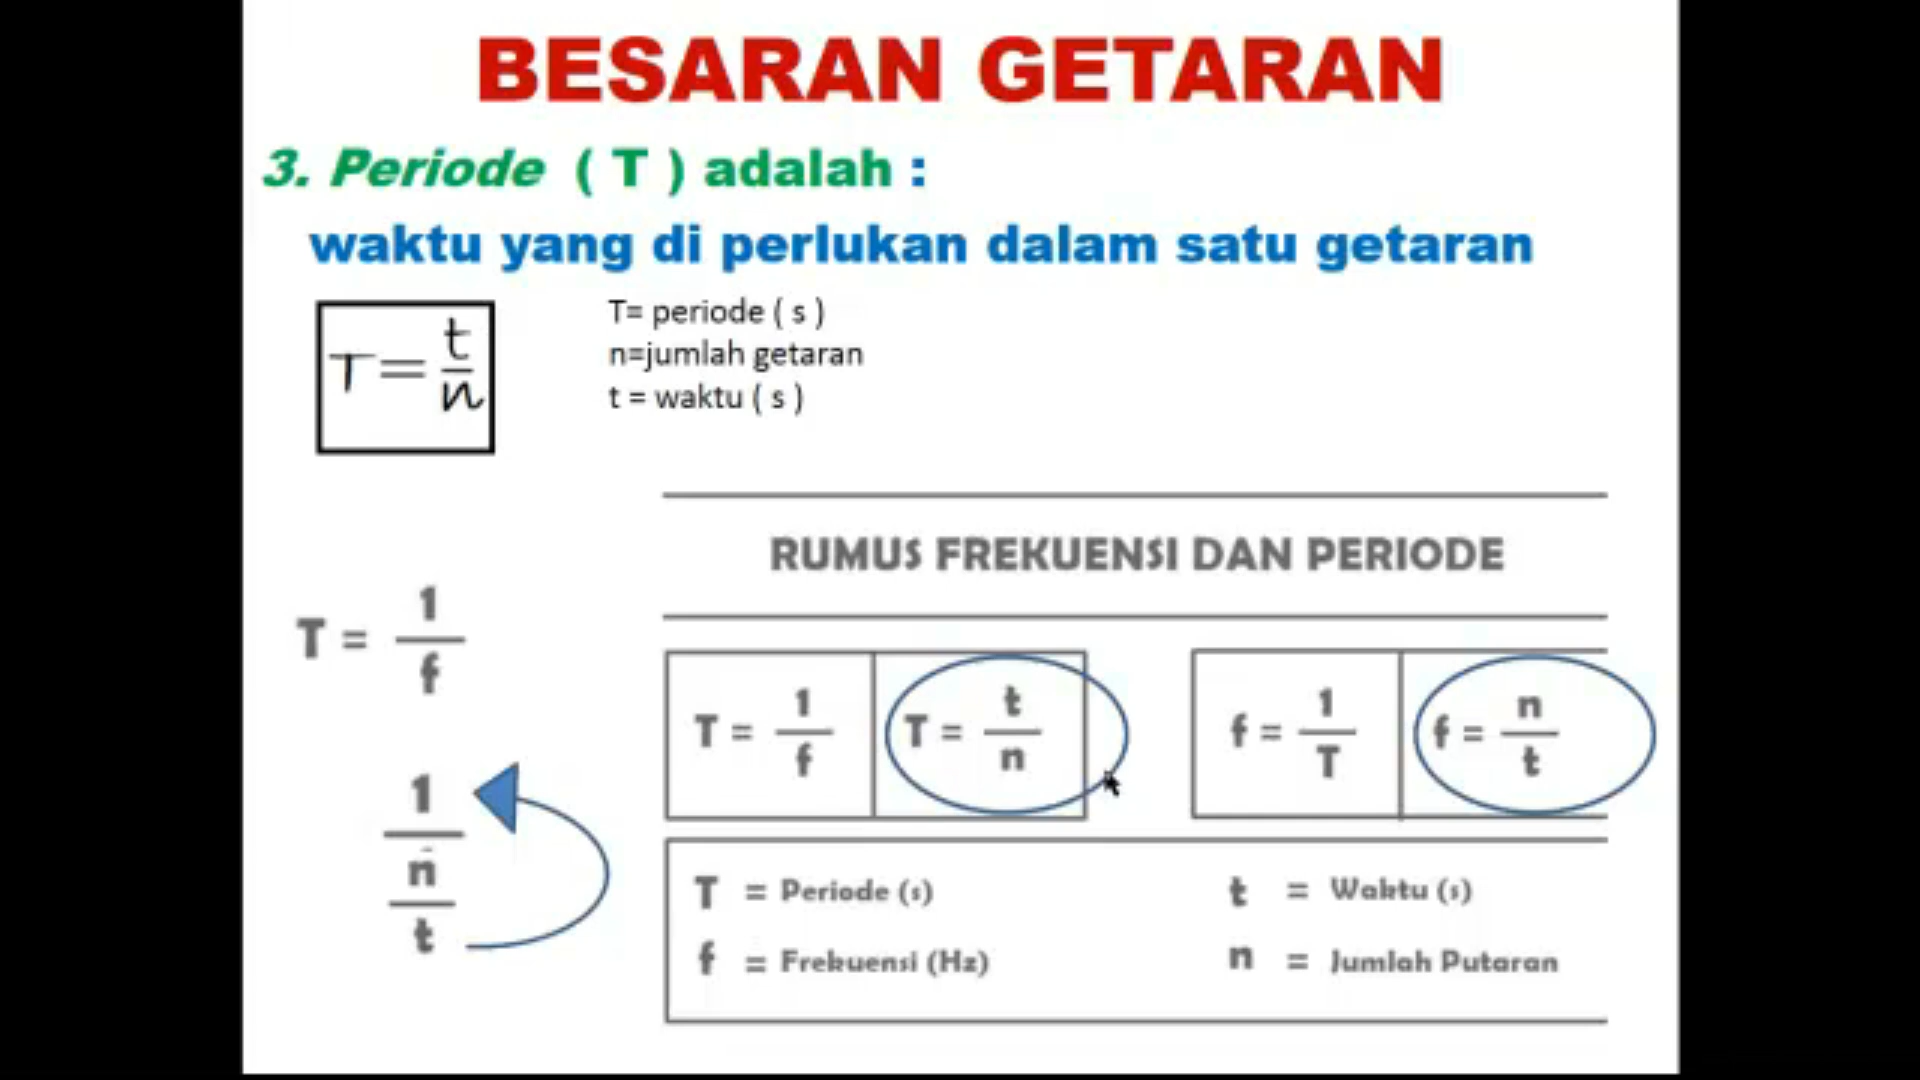 BESARAN GETARAN
3. Periode ( T ) adalah :
waktu yang di perlukan dalam satu getaran
T = t/n
T= periode ( s )
n=jumlah getaran
t = waktu ( s )
RUMUS FREKUENSI DAN PERIODE
T = 1/f
1
n
t
T = 1/f
T = t/n
f = 1/T
f = n/t
T = Periode (s)
t = Waktu (s)
f = Frekuensi (Hz)
n = Jumlah Putaran